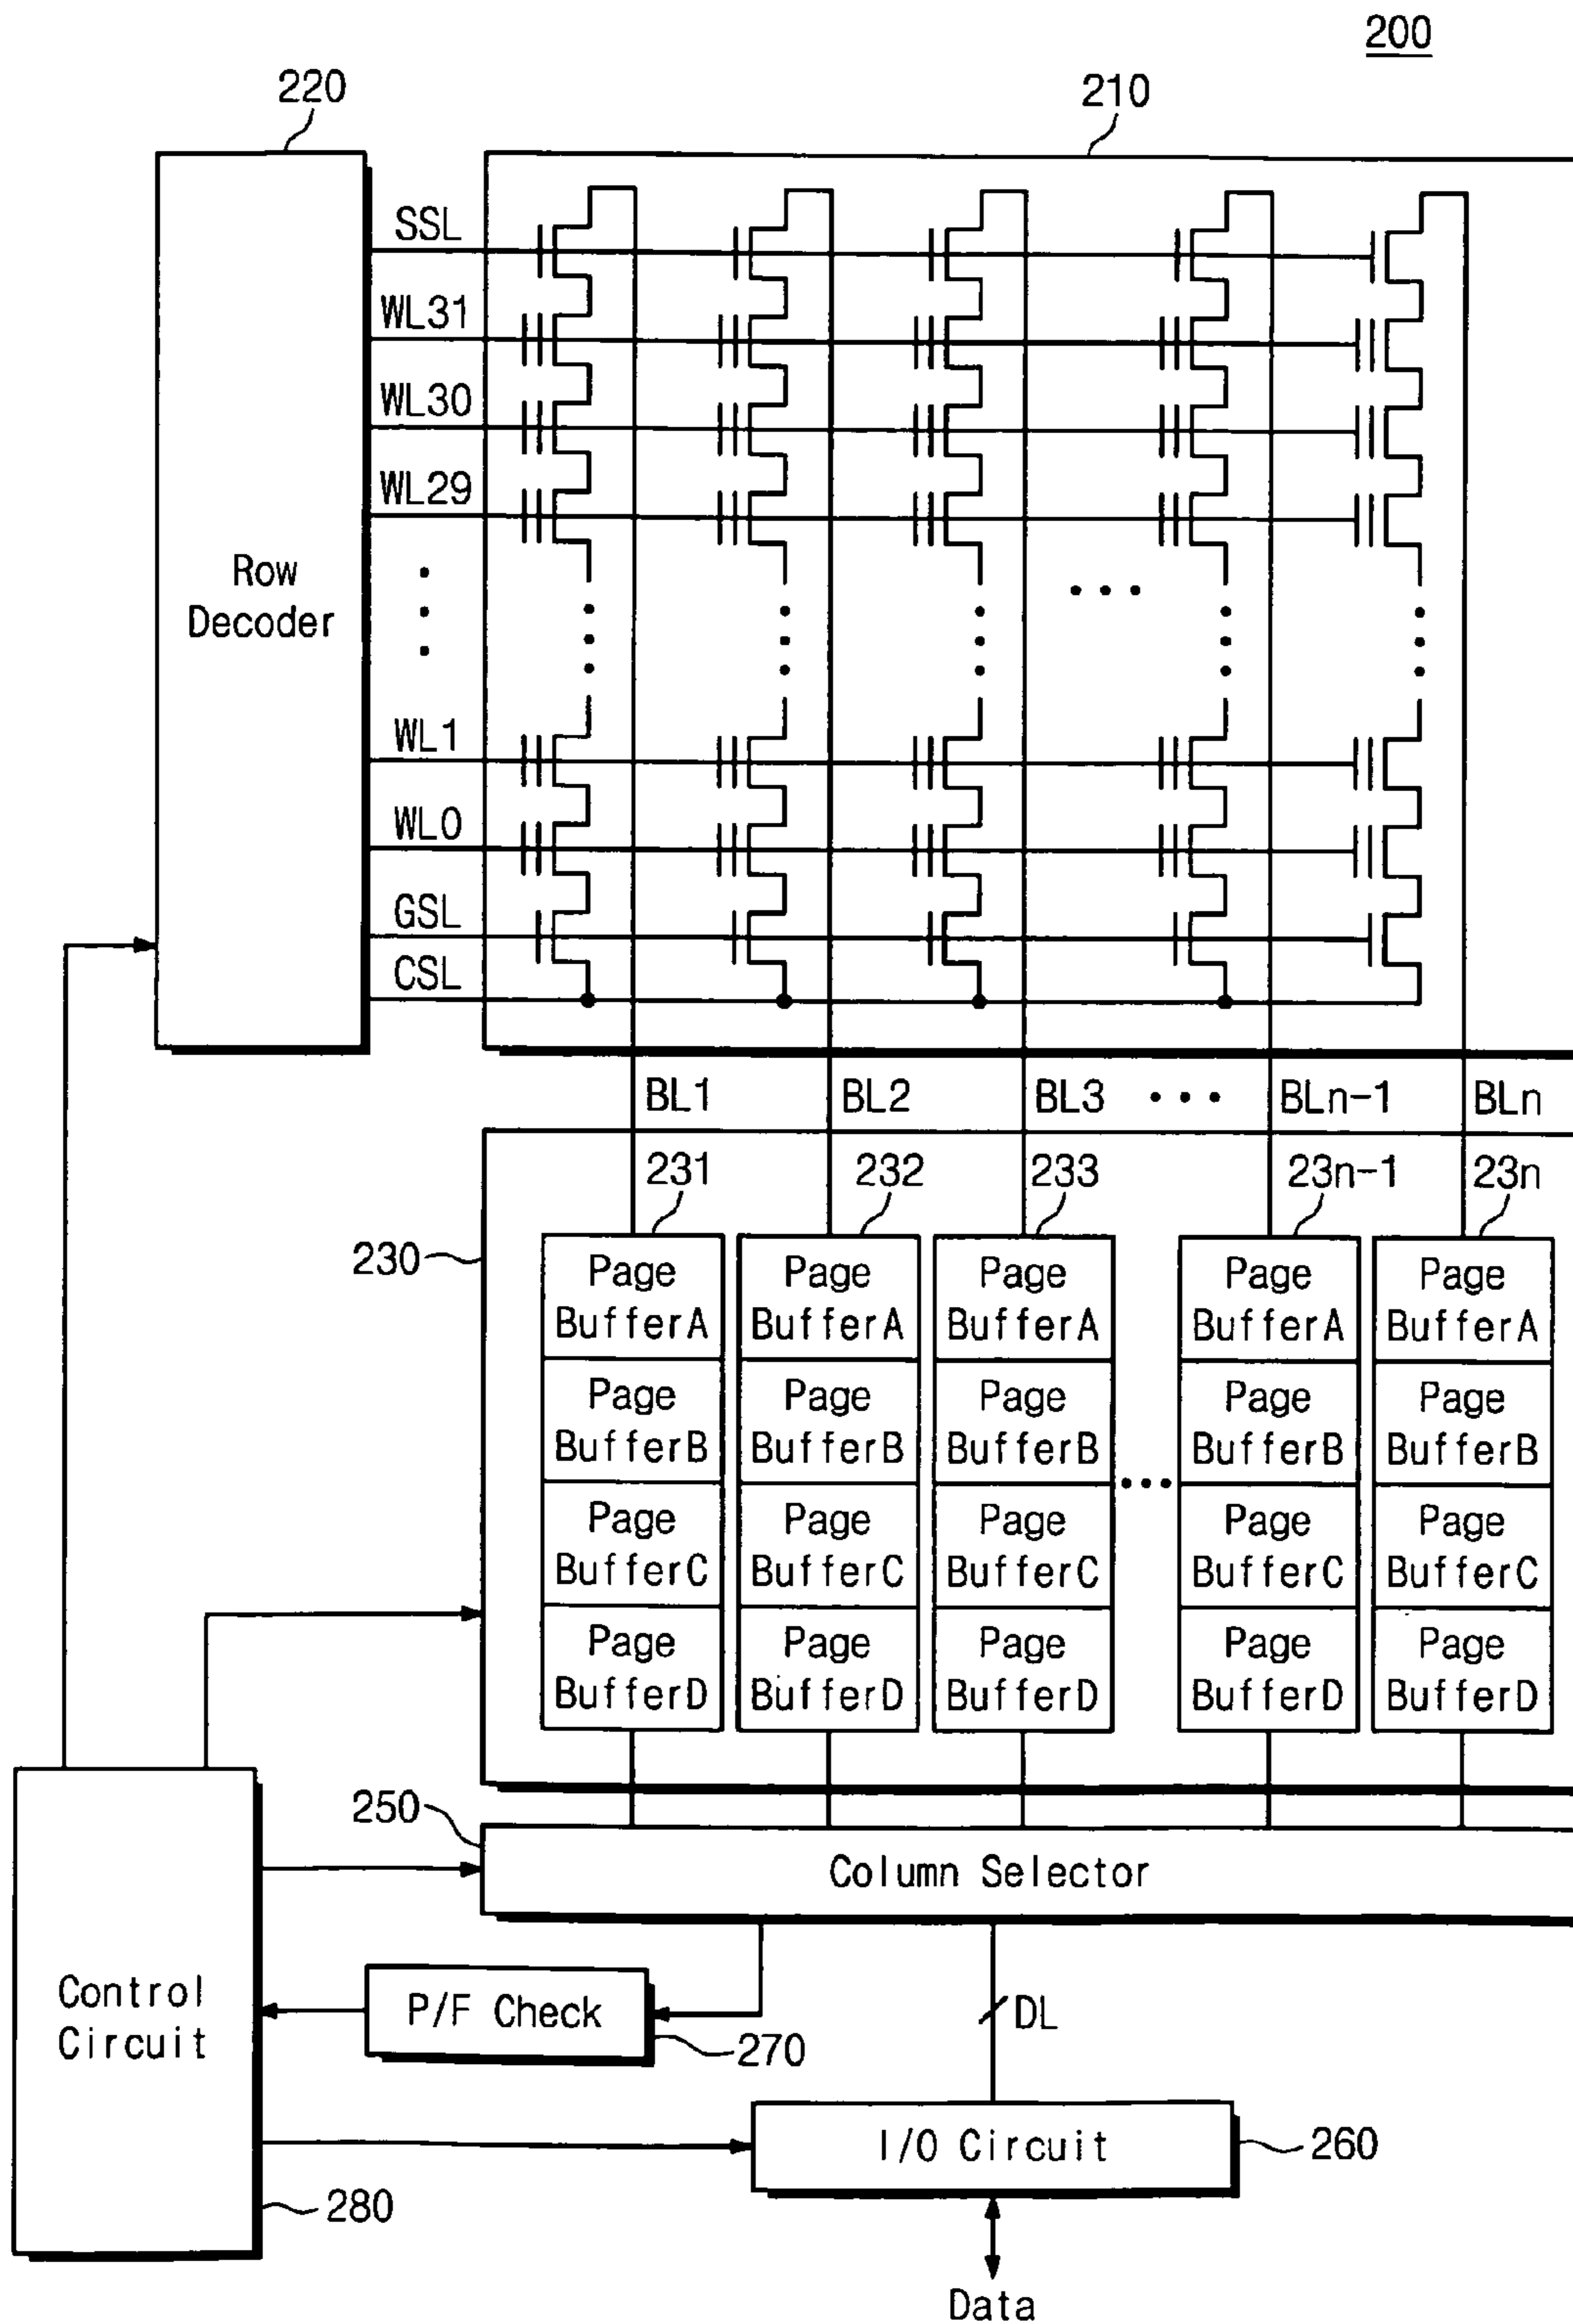 200
220
210
SSL
WL31
WL30
WL29
Row
Decoder
WL1
WL0
GSL
CSL
BL1 BL2 BL3 • • • BLn-1 BLn
231 232 233 23n-1 23n
230
Page BufferA Page BufferA Page BufferA Page BufferA Page BufferA
Page BufferB Page BufferB Page BufferB Page BufferB Page BufferB
Page BufferC Page BufferC Page BufferC Page BufferC Page BufferC
Page BufferD Page BufferD Page BufferD Page BufferD Page BufferD
250
Column Selector
Control
Circuit
P/F Check
DL
270
I/O Circuit
260
280
Data